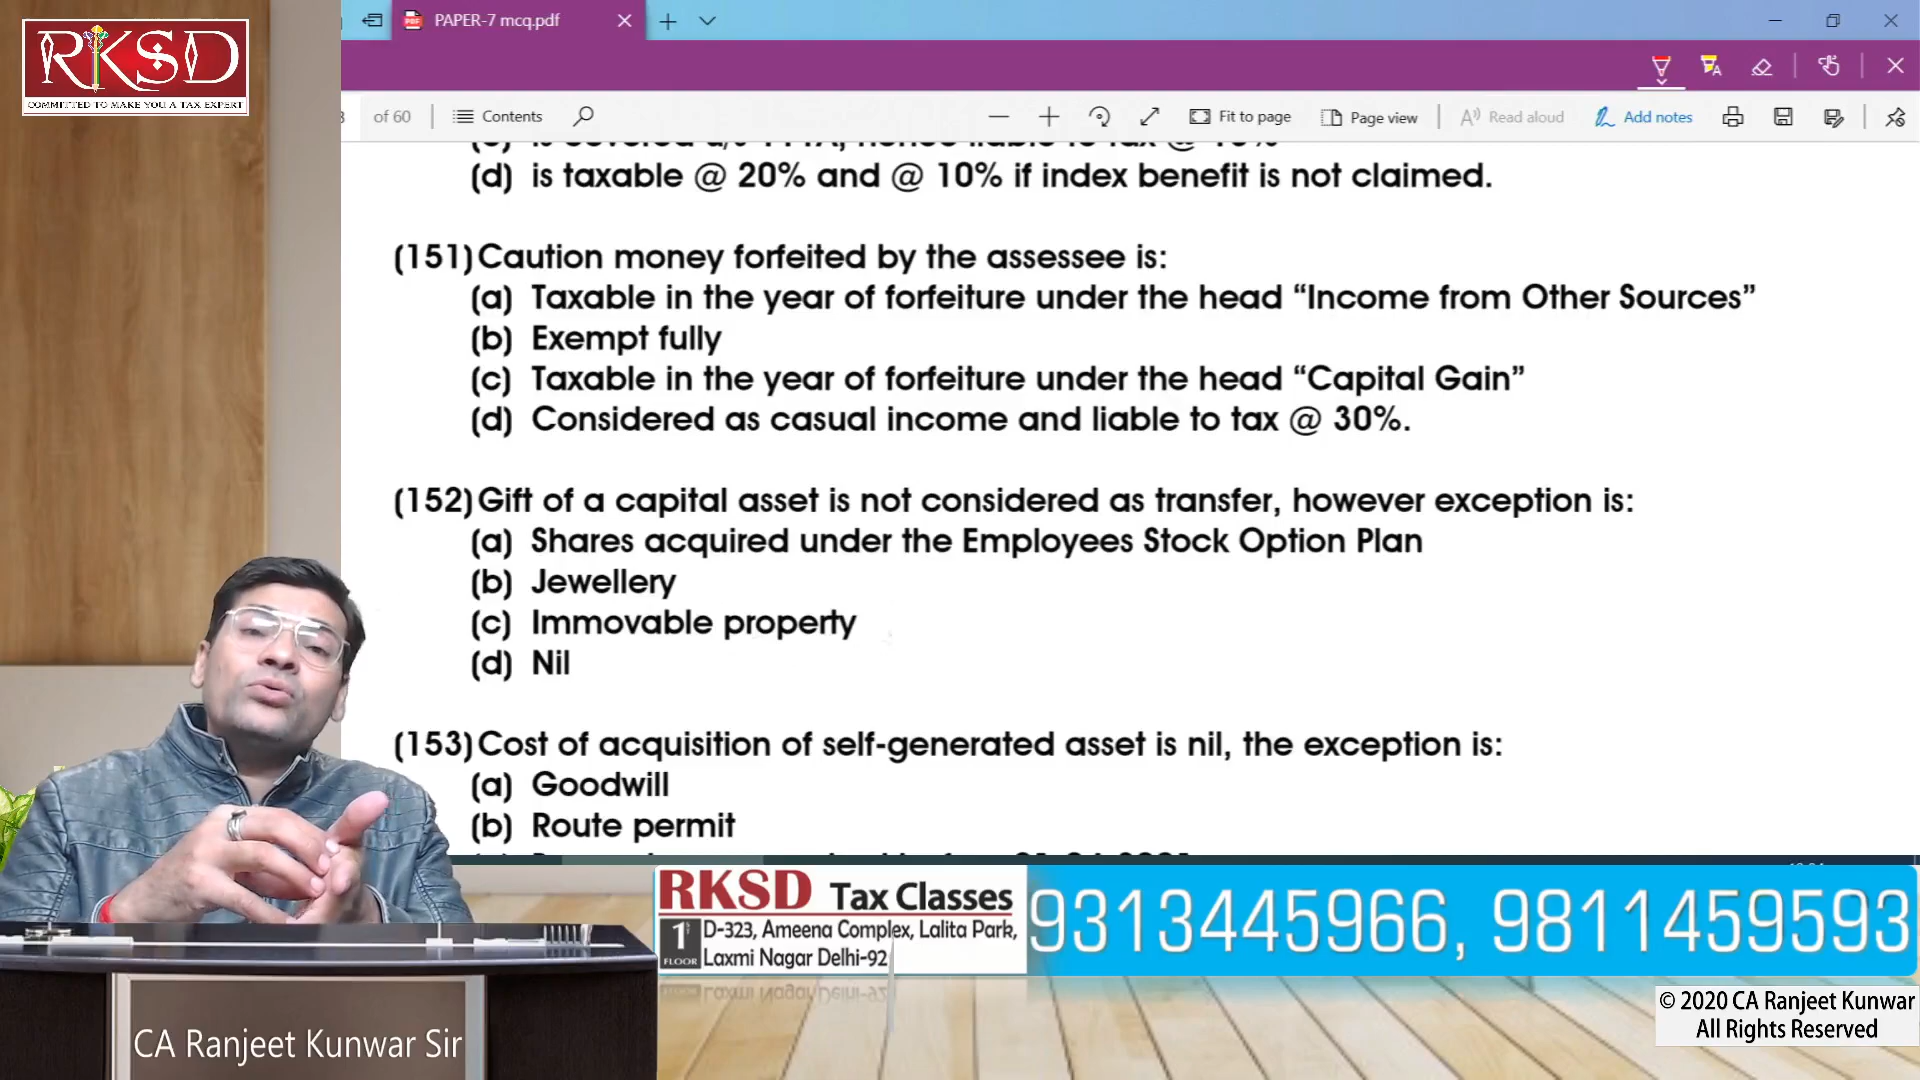 RKSD
COMMITTED TO MAKE YOU A TAX EXPERT
PAPER-7 mcq.pdf
of 60
Contents
Fit to page
Page view
Read aloud
Add notes
(d) is taxable @ 20% and @ 10% if index benefit is not claimed.
(151) Caution money forfeited by the assessee is:
(a) Taxable in the year of forfeiture under the head “Income from Other Sources”
(b) Exempt fully
(c) Taxable in the year of forfeiture under the head “Capital Gain”
(d) Considered as casual income and liable to tax @ 30%.
(152) Gift of a capital asset is not considered as transfer, however exception is:
(a) Shares acquired under the Employees Stock Option Plan
(b) Jewellery
(c) Immovable property
(d) Nil
(153) Cost of acquisition of self-generated asset is nil, the exception is:
(a) Goodwill
(b) Route permit
RKSD Tax Classes
1st FLOOR
D-323, Ameena Complex, Lalita Park,
Laxmi Nagar Delhi-92
9313445966, 9811459593
CA Ranjeet Kunwar Sir
© 2020 CA Ranjeet Kunwar
All Rights Reserved